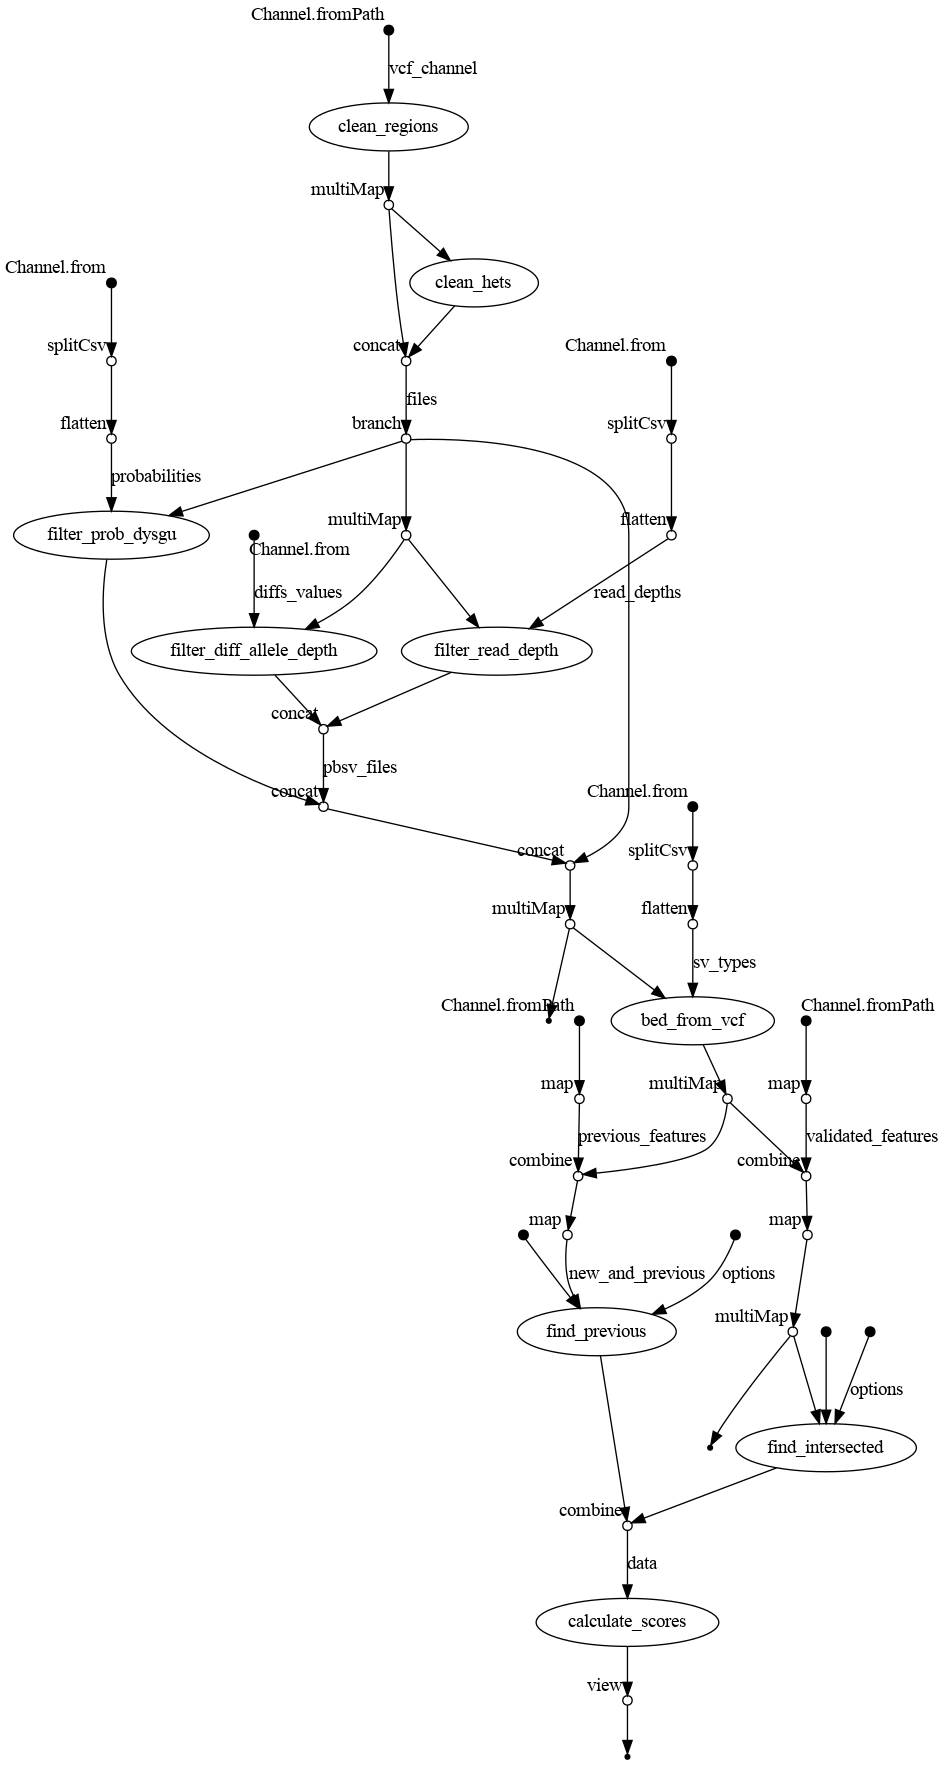 Channel.fromPath
vcf_channel
clean_regions
multiMap
Channel.from
clean_hets
splitCsv
concat
Channel.from
files
flatten
branch
splitCsv
probabilities
multiMap
flatten
filter_prob_dysgu
Channel.from
diffs_values
read_depths
filter_diff_allele_depth
filter_read_depth
concat
pbsv_files
concat
Channel.from
concat
splitCsv
multiMap
flatten
sv_types
Channel.fromPath
Channel.fromPath
bed_from_vcf
map
multiMap
map
previous_features
validated_features
combine
combine
map
map
new_and_previous
options
multiMap
find_previous
options
find_intersected
combine
data
calculate_scores
view